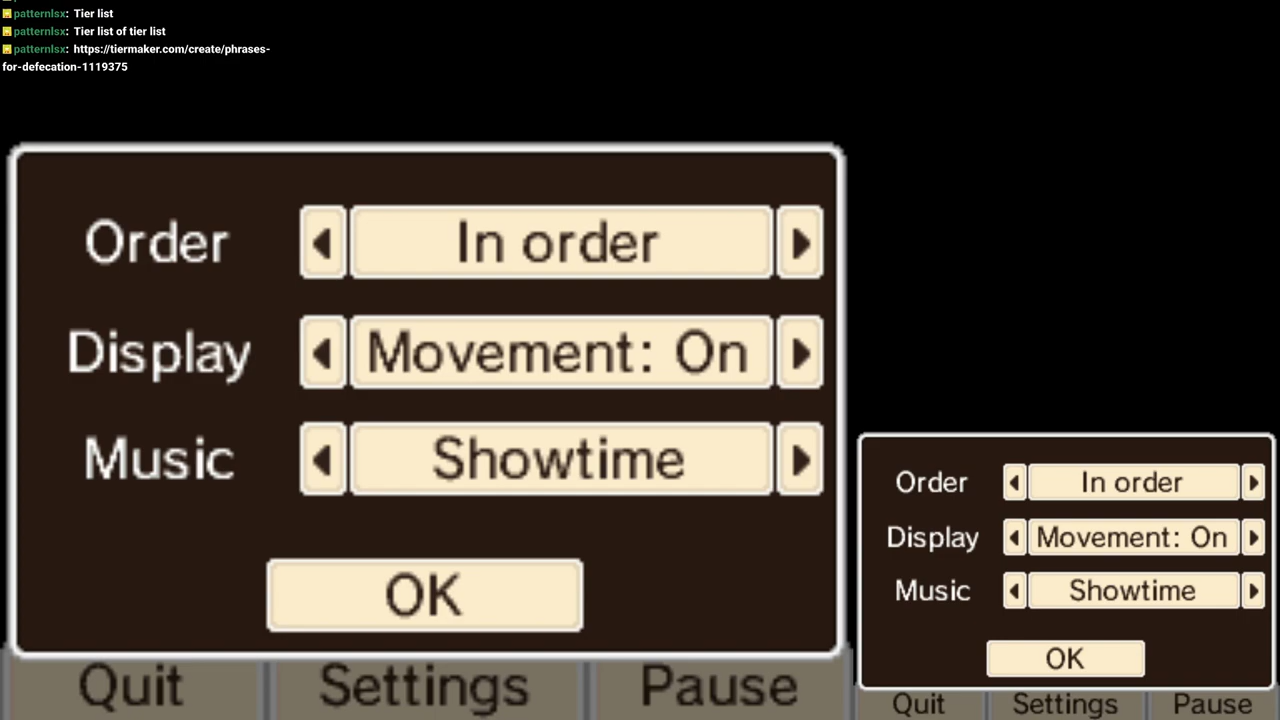 patternlsx: Tier list
patternlsx: Tier list of tier list
patternlsx: https://tiermaker.com/create/phrases-
for-defecation-1119375
Order In order
Display Movement: On
Music Showtime
OK
Quit Settings Pause
Order In order
Display Movement: On
Music Showtime
OK
Quit Settings Pause